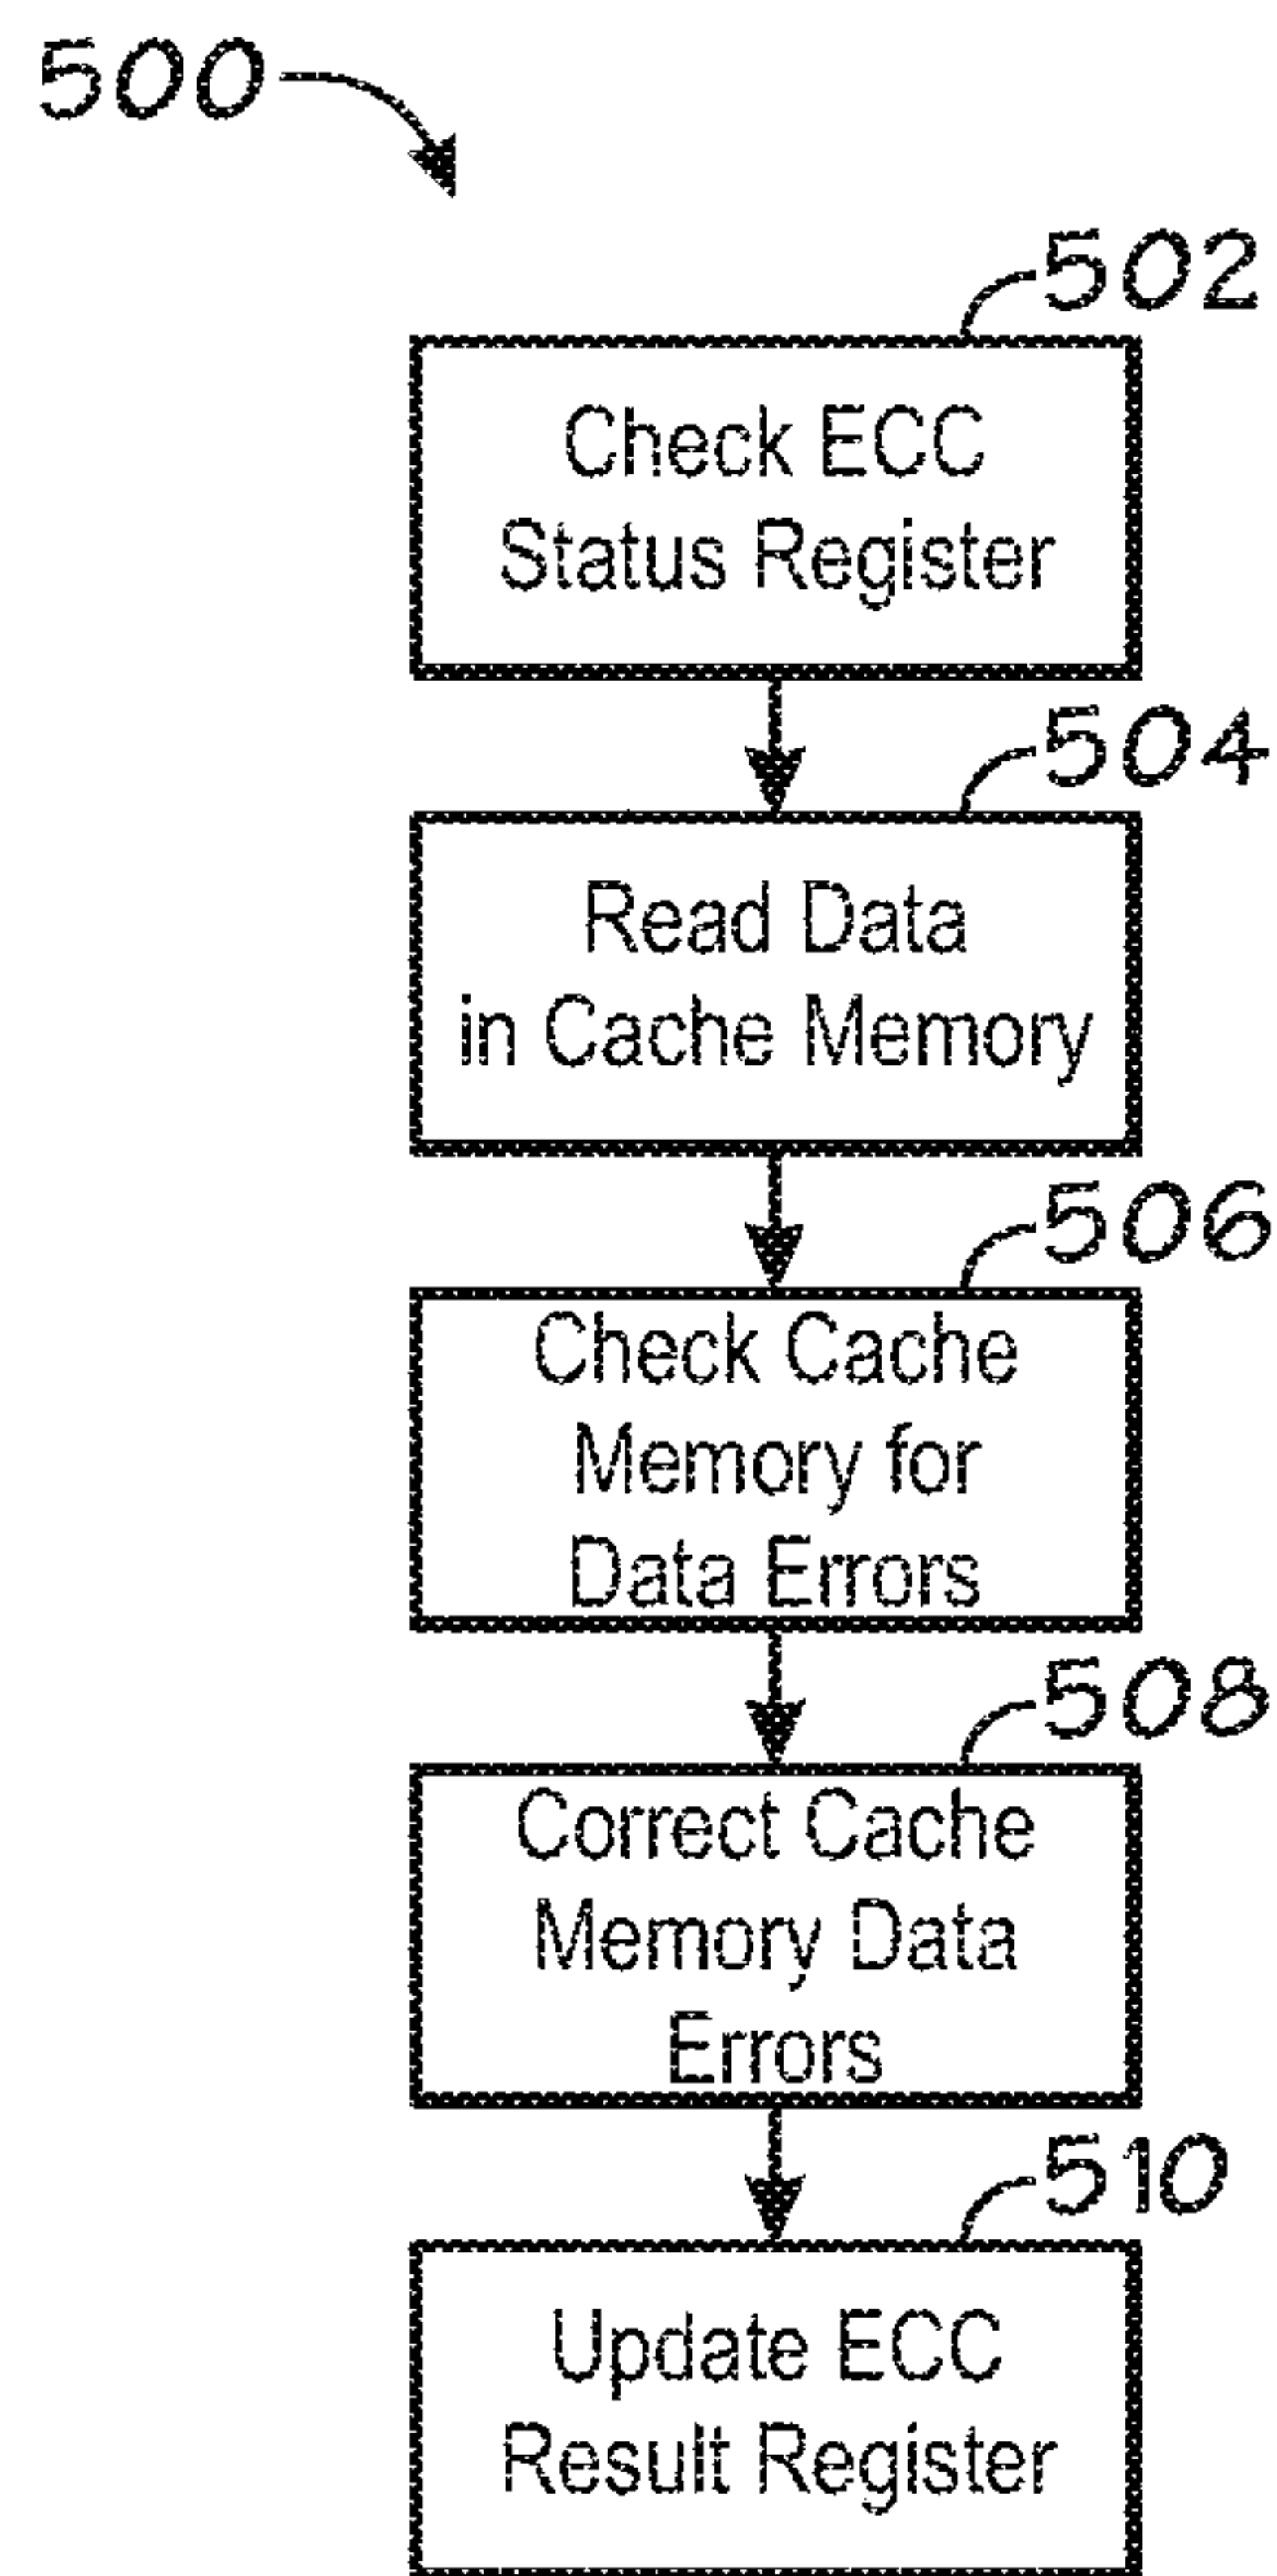 500
502
Check ECC
Status Register
504
Read Data
in Cache Memory
506
Check Cache
Memory for
Data Errors
508
Correct Cache
Memory Data
Errors
510
Update ECC
Result Register